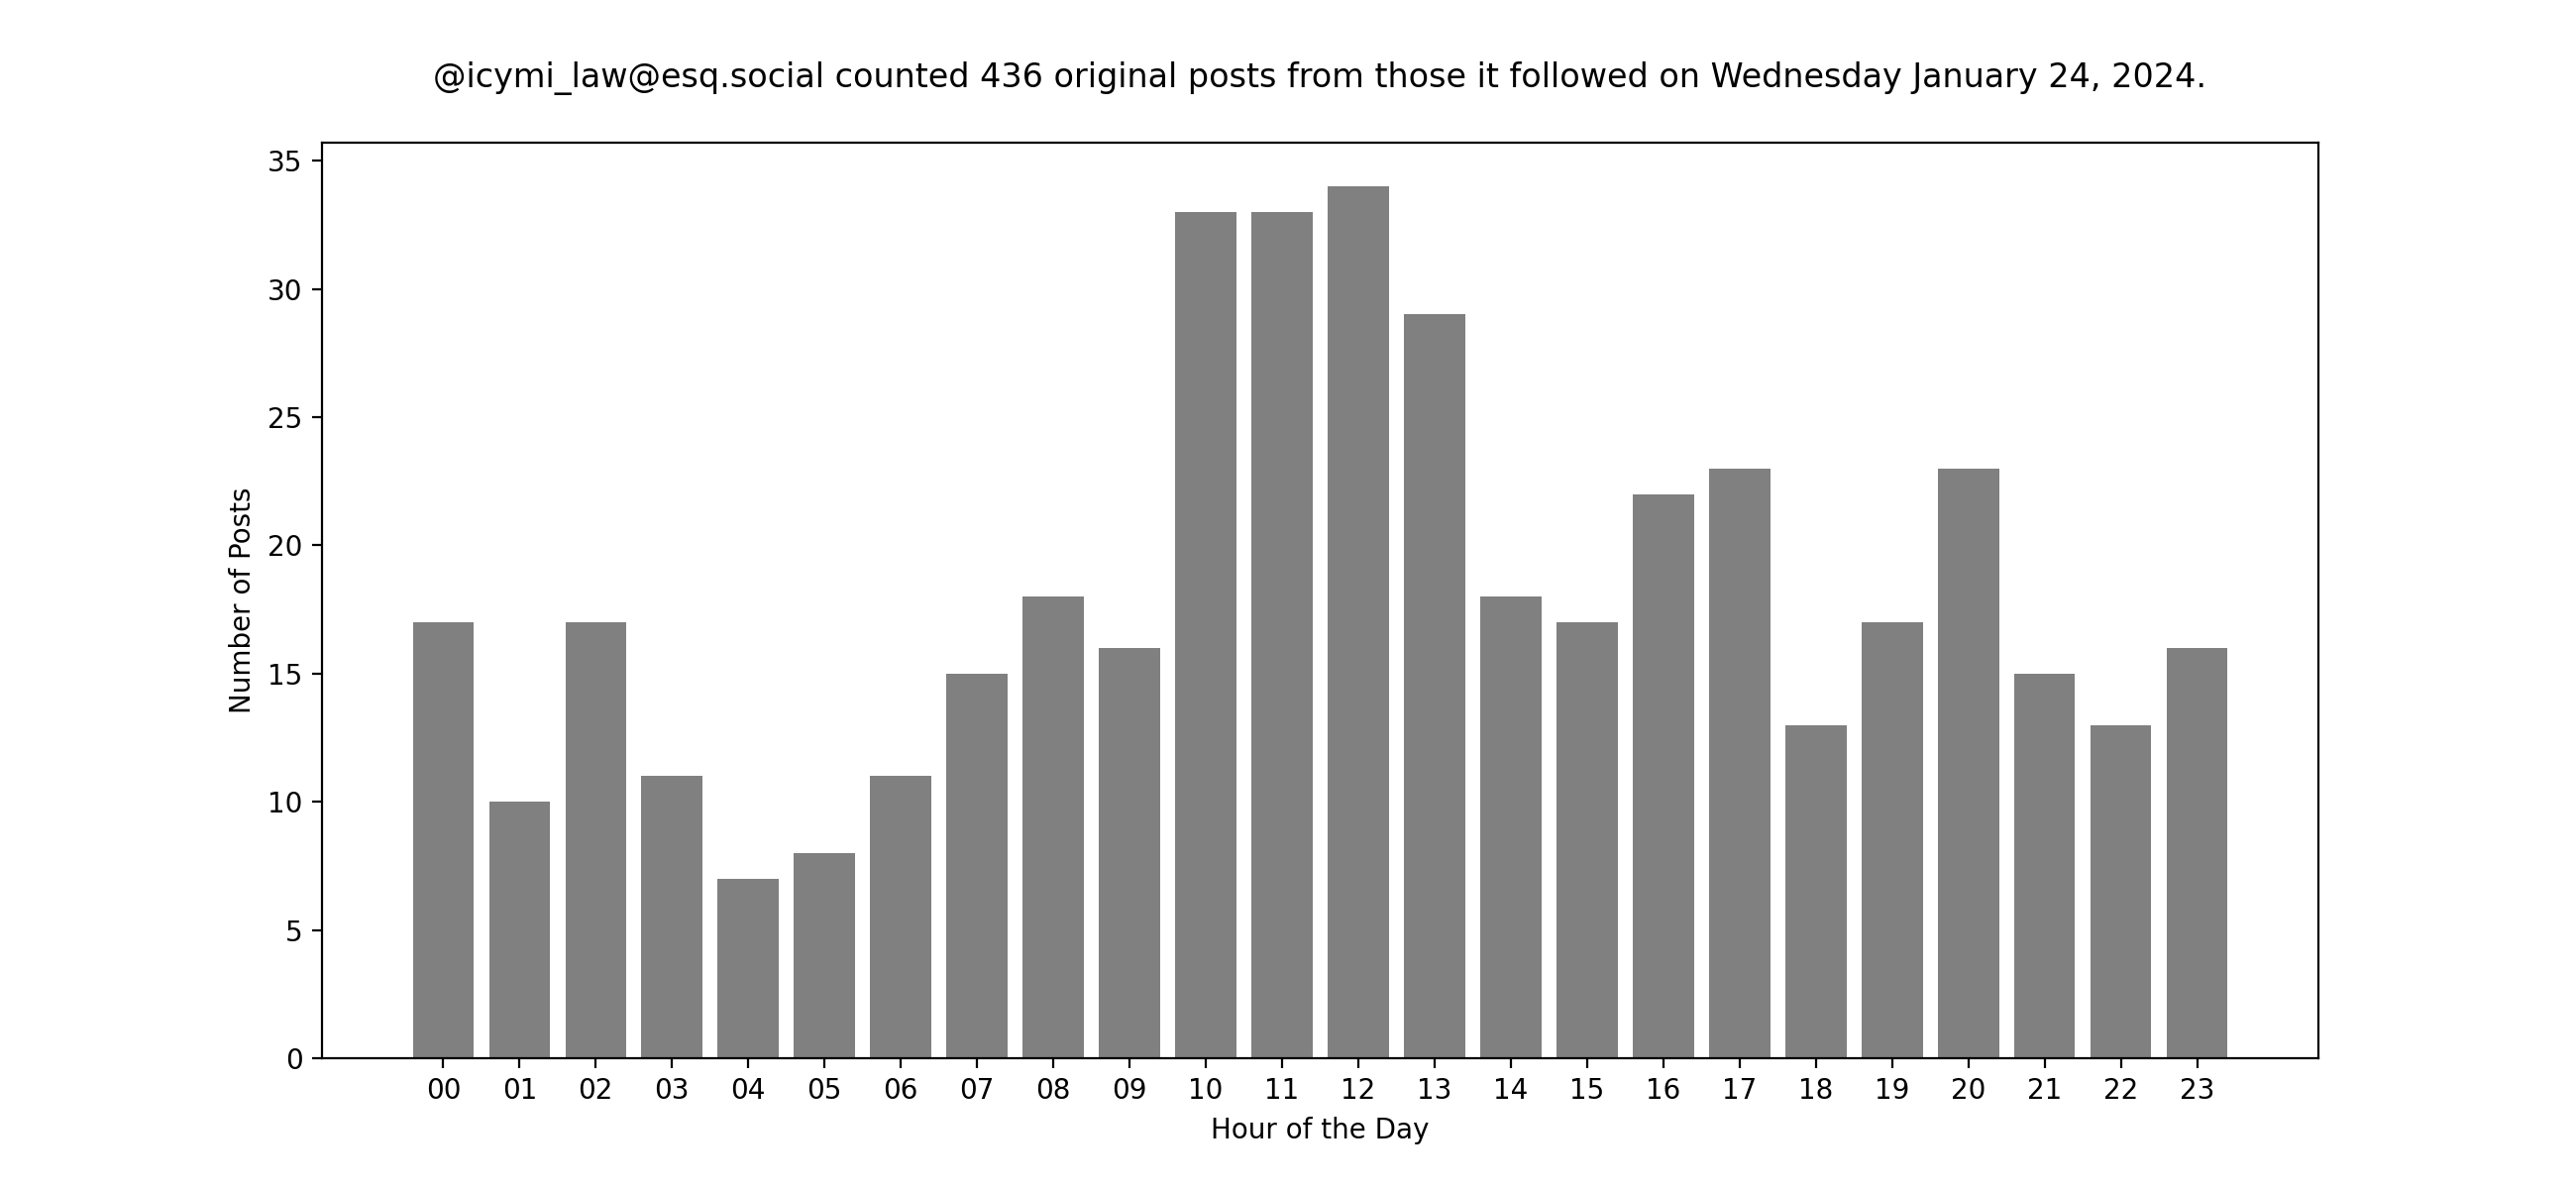 @icymi_law@esq.social counted 436 original posts from those it followed on Wednesday January 24, 2024.
35
30
25
20
15
10
5
0
Number of Posts
00 01 02 03 04 05 06 07 08 09 10 11 12 13 14 15 16 17 18 19 20 21 22 23
Hour of the Day